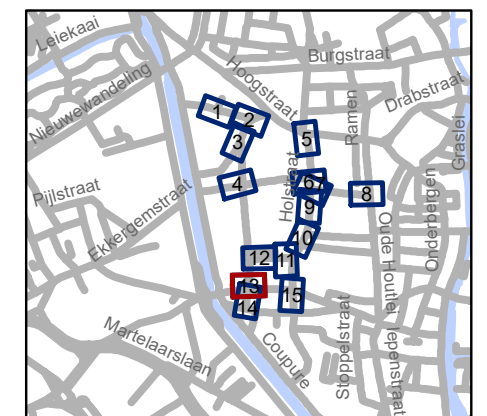 Leiekaai
Burgstraat
Hoogstraat
Nieuwewandeling
Ramen
Drabstraat
Graslei
1
2
3
5
4
6
7
8
9
Holstraat
Pijlstraat
Ekkergemstraat
Onderbergen
10
Oude Houtlei
12
11
13
15
14
Martelaarslaan
Coupure
Stoppelstraat
Iepenstraat